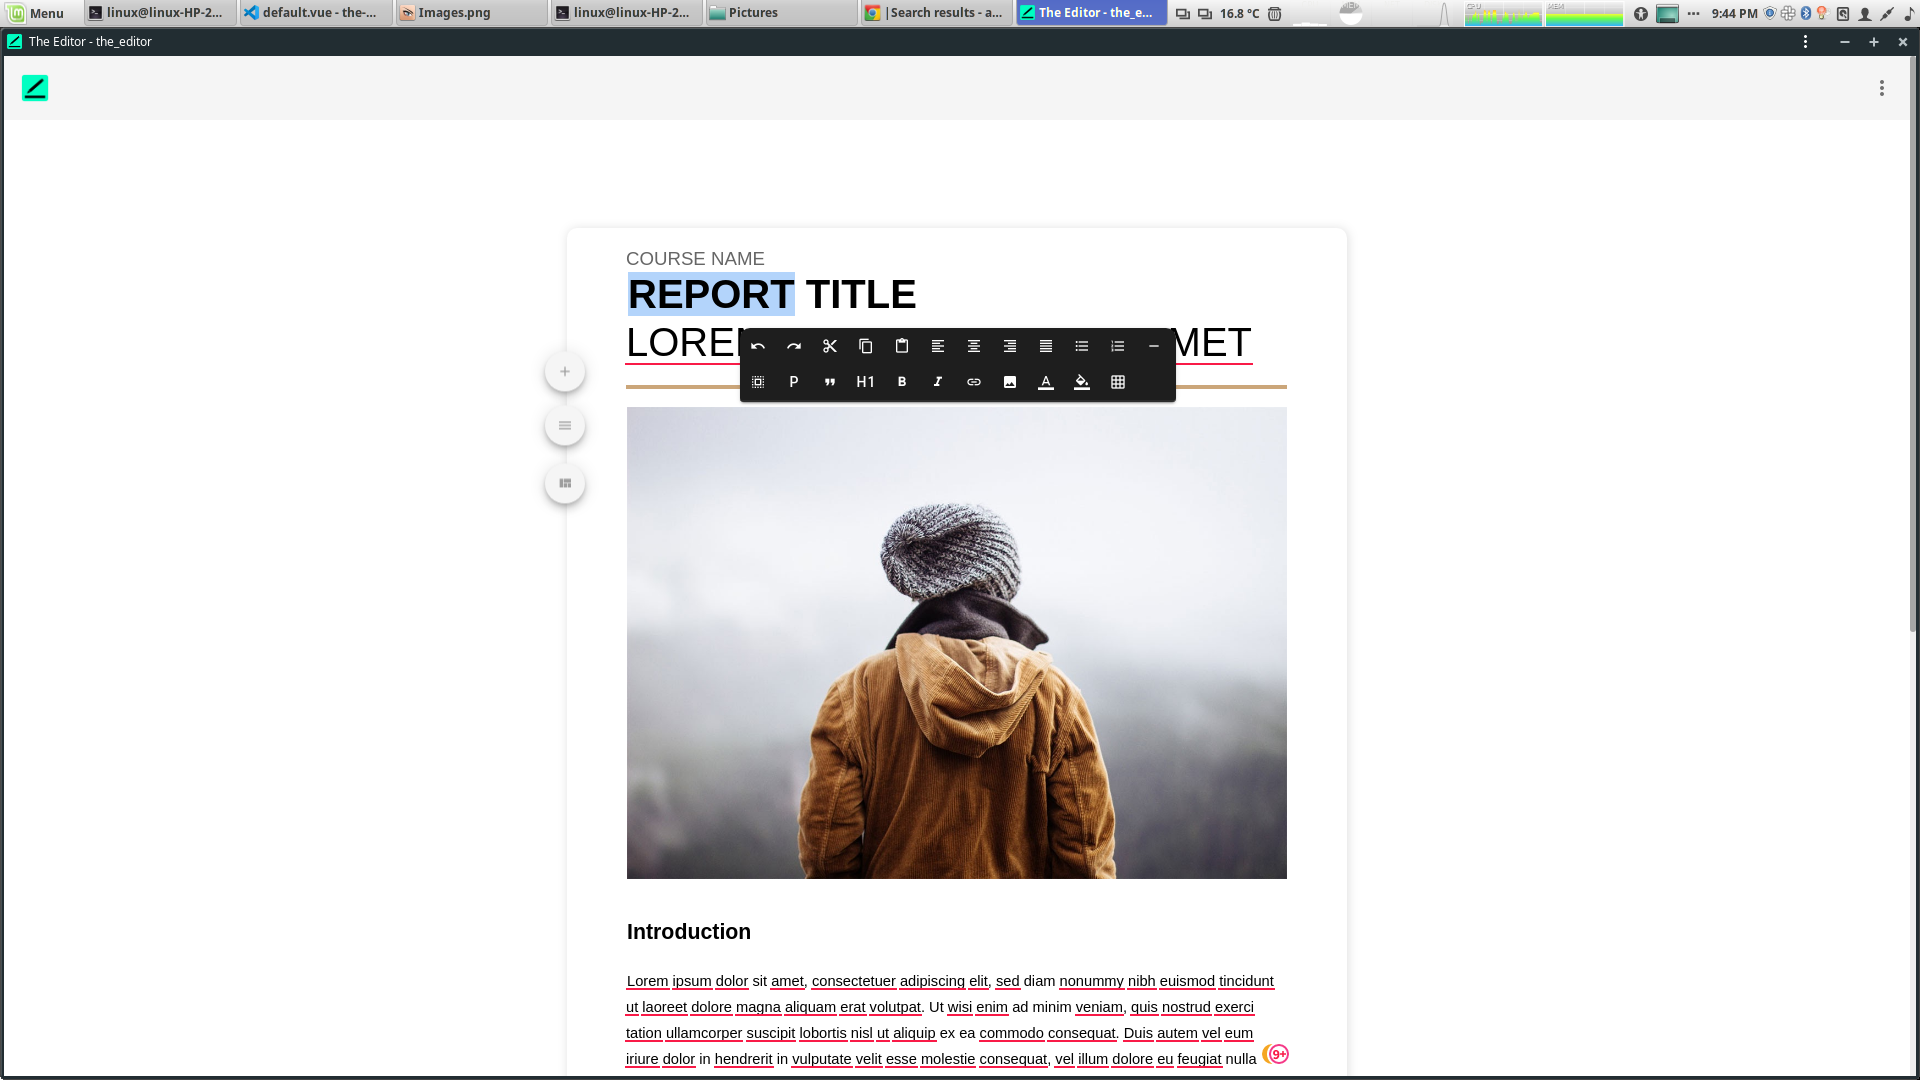 Menu
linux@linux-HP-2...
default.vue - the-...
Images.png
linux@linux-HP-2...
Pictures
|Search results - a...
The Editor - the_e...
16.8 °C
CPU
MEM
9:44 PM
The Editor - the_editor
COURSE NAME
REPORT TITLE
LORE MET
P H1 B I A
Introduction
Lorem ipsum dolor sit amet, consectetuer adipiscing elit, sed diam nonummy nibh euismod tincidunt
ut laoreet dolore magna aliquam erat volutpat. Ut wisi enim ad minim veniam, quis nostrud exerci
tation ullamcorper suscipit lobortis nisl ut aliquip ex ea commodo consequat. Duis autem vel eum
iriure dolor in hendrerit in vulputate velit esse molestie consequat, vel illum dolore eu feugiat nulla
9+